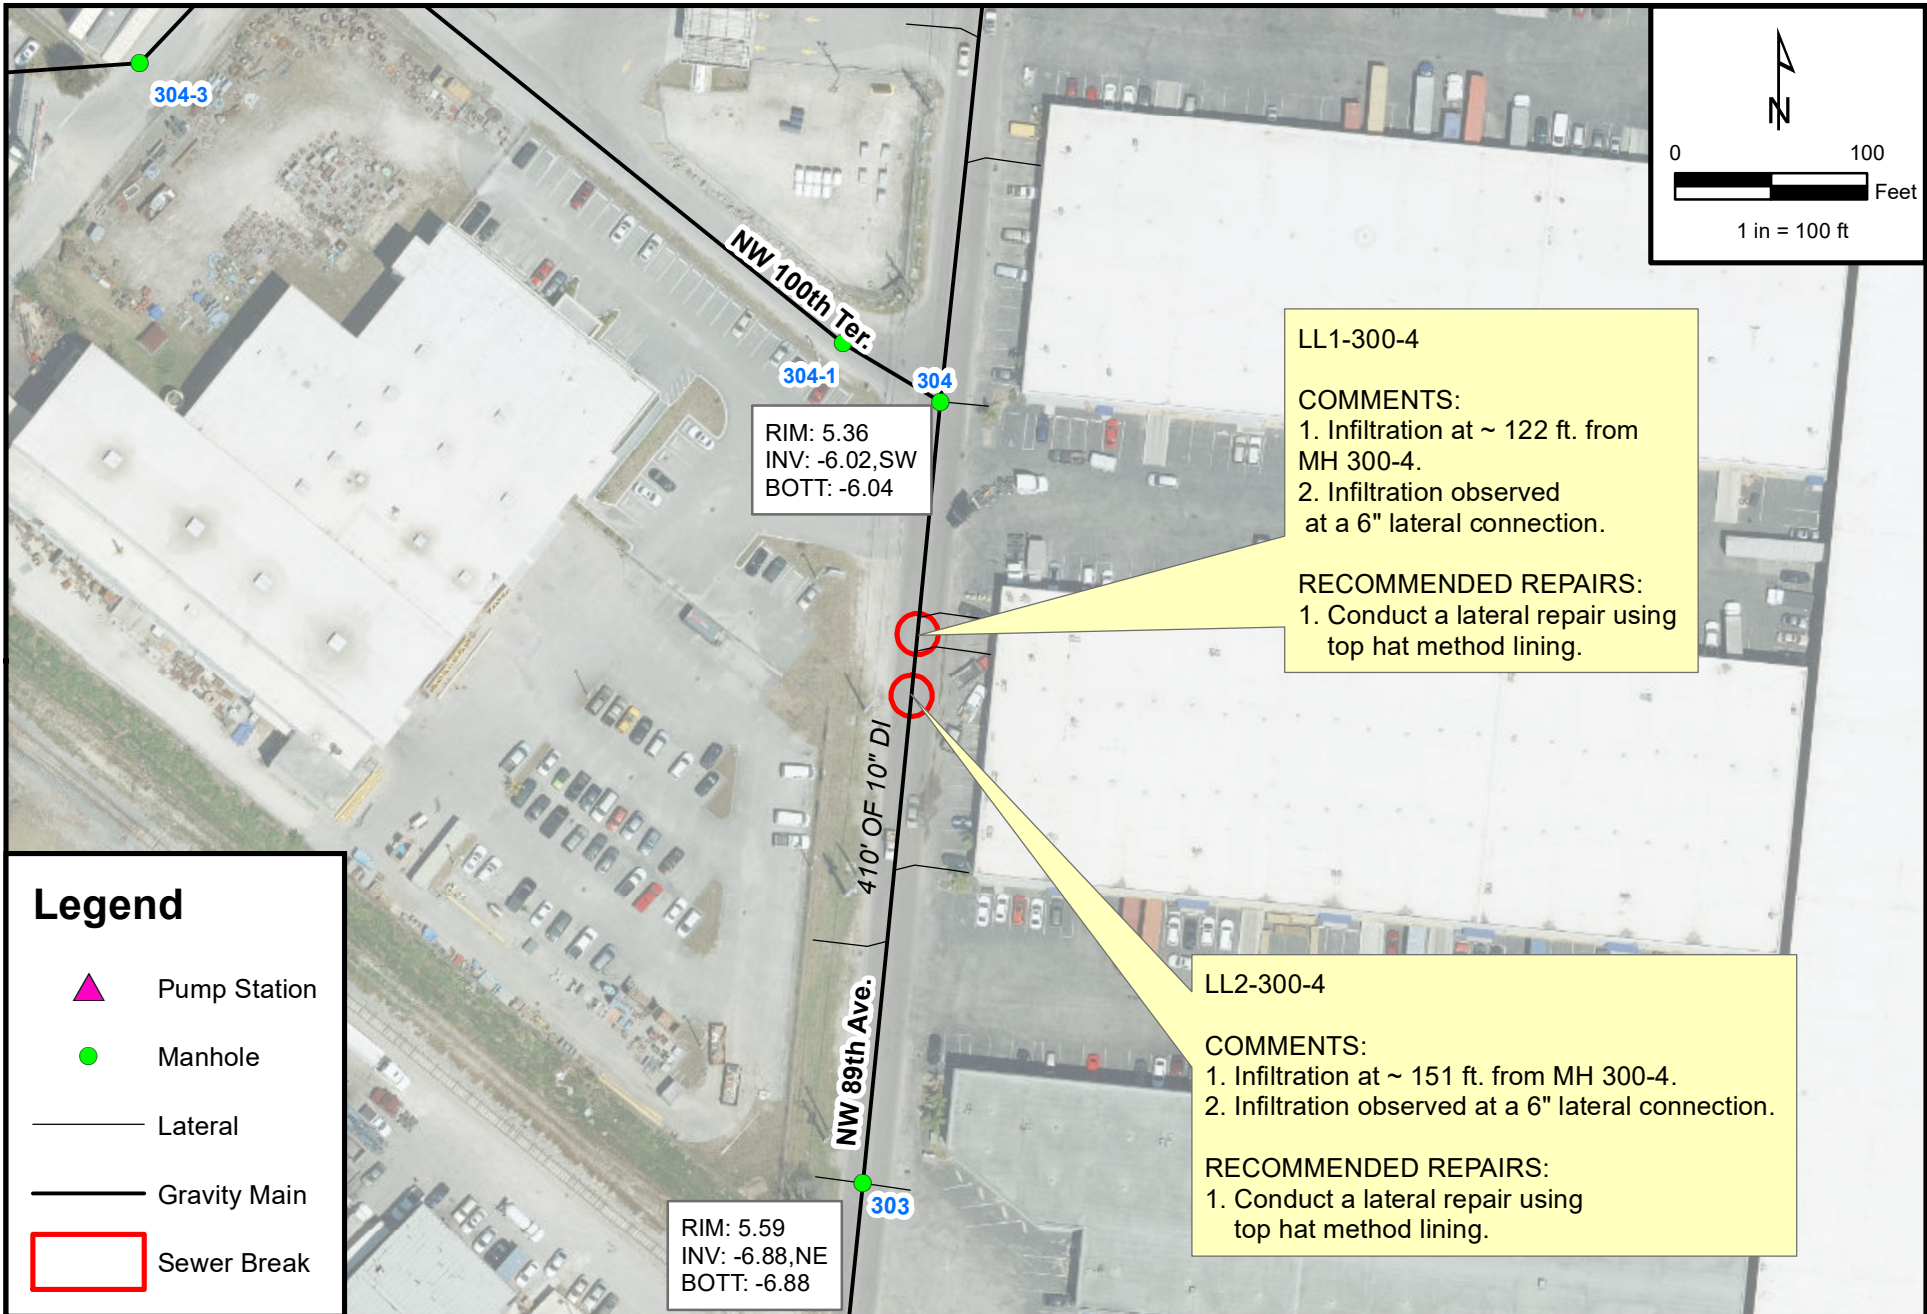 304-3
NW 100th Ter.
304-1
304
RIM: 5.36
INV: -6.02,SW
BOTT: -6.04
N
0 100
Feet
1 in = 100 ft
LL1-300-4
COMMENTS:
1. Infiltration at ~ 122 ft. from
MH 300-4.
2. Infiltration observed
at a 6" lateral connection.
RECOMMENDED REPAIRS:
1. Conduct a lateral repair using
top hat method lining.
410' OF 10" DI
NW 89th Ave.
LL2-300-4
COMMENTS:
1. Infiltration at ~ 151 ft. from MH 300-4.
2. Infiltration observed at a 6" lateral connection.
RECOMMENDED REPAIRS:
1. Conduct a lateral repair using
top hat method lining.
303
RIM: 5.59
INV: -6.88,NE
BOTT: -6.88
Legend
Pump Station
Manhole
Lateral
Gravity Main
Sewer Break